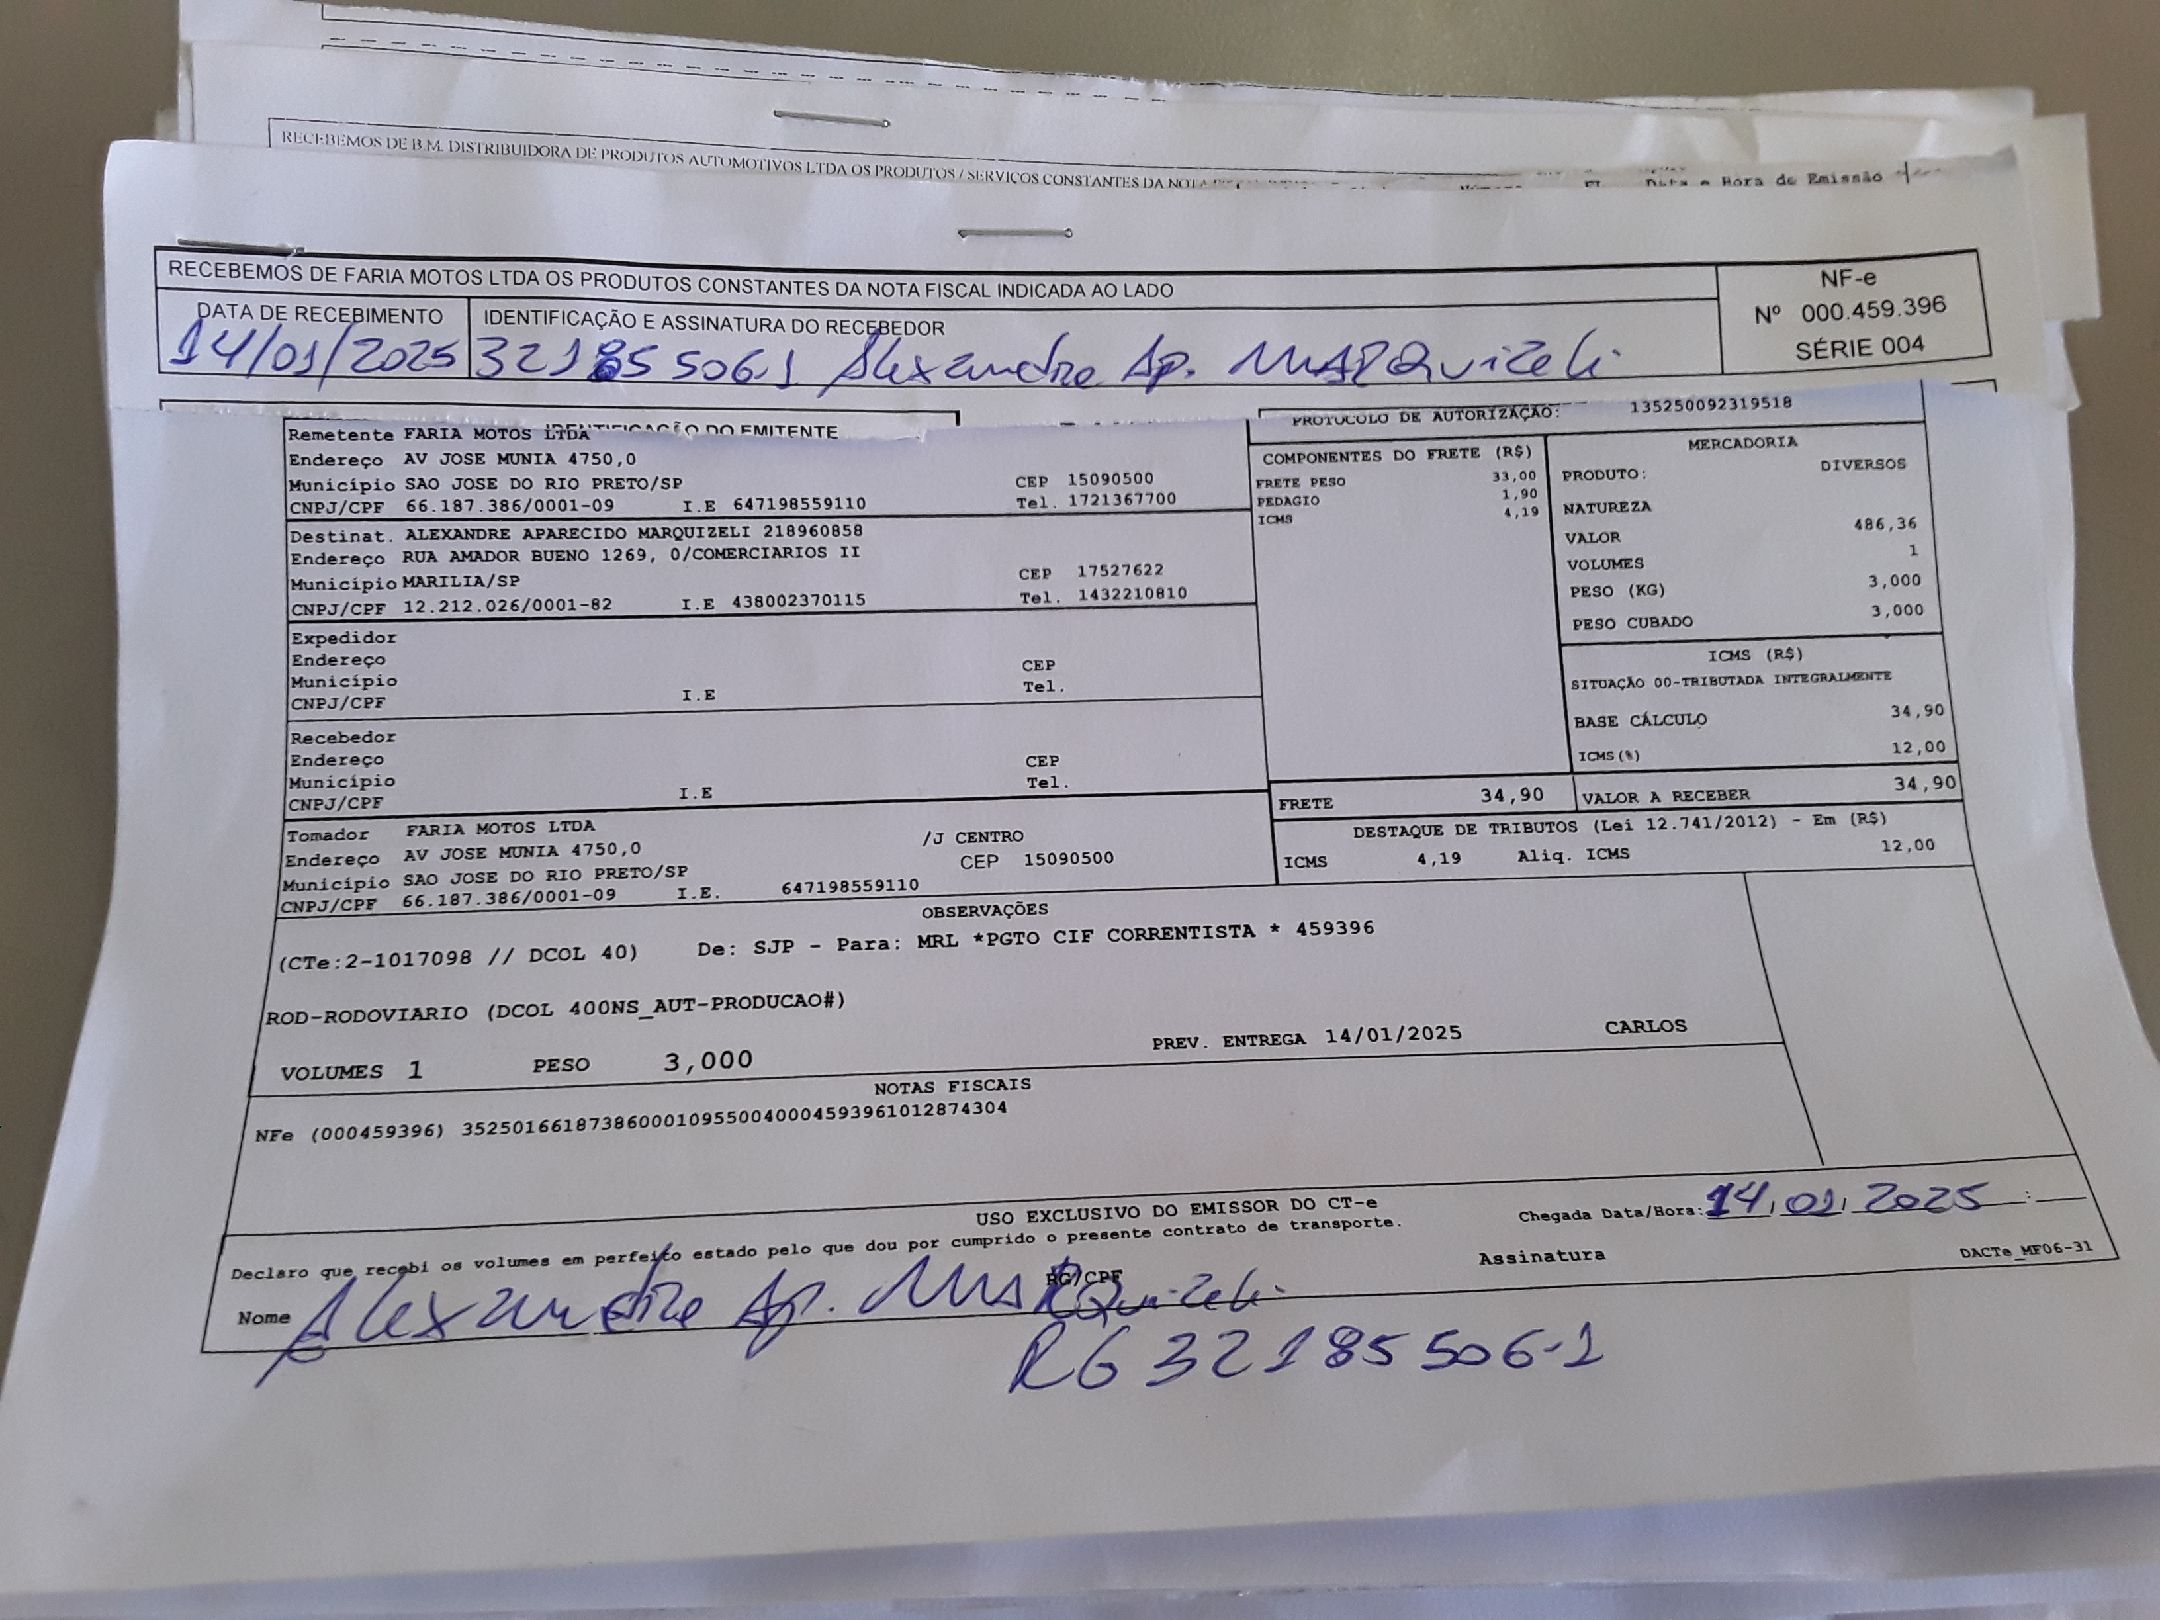 RECEBEMOS DE B.M. DISTRIBUIDORA DE PRODUTOS AUTOMOTIVOS LTDA OS PRODUTOS / SERVIÇOS CONSTANTES DA NOTA
Data e Hora de Emissão
RECEBEMOS DE FARIA MOTOS LTDA OS PRODUTOS CONSTANTES DA NOTA FISCAL INDICADA AO LADO
NF-e
Nº 000.459.396
SÉRIE 004
DATA DE RECEBIMENTO
14/01/2025
IDENTIFICAÇÃO E ASSINATURA DO RECEBEDOR
32185506-1 Alexandre Ap. MARQuizeli
IDENTIFICAÇÃO DO EMITENTE
PROTOCOLO DE AUTORIZAÇÃO: 135250092319518
Remetente FARIA MOTOS LTDA
Endereço AV JOSE MUNIA 4750,0
Município SAO JOSE DO RIO PRETO/SP CEP 15090500
CNPJ/CPF 66.187.386/0001-09 I.E 647198559110 Tel. 1721367700
Destinat. ALEXANDRE APARECIDO MARQUIZELI 218960858
Endereço RUA AMADOR BUENO 1269, 0/COMERCIARIOS II
Município MARILIA/SP CEP 17527622
CNPJ/CPF 12.212.026/0001-82 I.E 438002370115 Tel. 1432210810
Expedidor
Endereço
Município CEP
CNPJ/CPF I.E Tel.
Recebedor
Endereço
Município CEP
CNPJ/CPF I.E Tel.
Tomador FARIA MOTOS LTDA
Endereço AV JOSE MUNIA 4750,0 /J CENTRO
Município SAO JOSE DO RIO PRETO/SP CEP 15090500
CNPJ/CPF 66.187.386/0001-09 I.E. 647198559110
COMPONENTES DO FRETE (R$)
FRETE PESO 33,00
PEDAGIO 1,90
ICMS 4,19
MERCADORIA
PRODUTO: DIVERSOS
NATUREZA
VALOR 486,36
VOLUMES 1
PESO (KG) 3,000
PESO CUBADO 3,000
ICMS (R$)
SITUAÇÃO 00-TRIBUTADA INTEGRALMENTE
BASE CÁLCULO 34,90
ICMS(%) 12,00
FRETE 34,90 VALOR A RECEBER 34,90
DESTAQUE DE TRIBUTOS (Lei 12.741/2012) - Em (R$)
ICMS 4,19 Aliq. ICMS 12,00
OBSERVAÇÕES
(CTe:2-1017098 // DCOL 40) De: SJP - Para: MRL *PGTO CIF CORRENTISTA * 459396
ROD-RODOVIARIO (DCOL 400NS_AUT-PRODUCAO#)
VOLUMES 1 PESO 3,000 PREV. ENTREGA 14/01/2025 CARLOS
NOTAS FISCAIS
NFe (000459396) 35250166187386000109550040004593961012874304
USO EXCLUSIVO DO EMISSOR DO CT-e
Declaro que recebi os volumes em perfeito estado pelo que dou por cumprido o presente contrato de transporte.
Chegada Data/Hora: 14,01,2025 :
Nome Alexandre Ap. MARQuizeli RG/CPF Assinatura
DACTe_MF06-31
RG 32185506-1